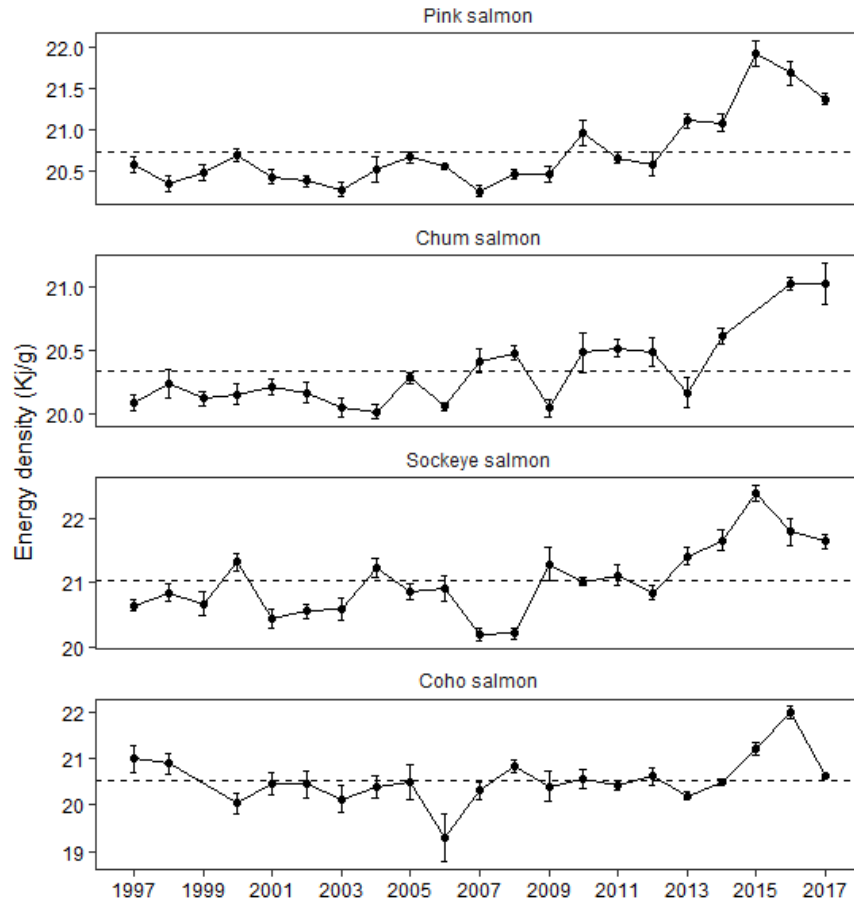 Pink salmon
22.0
21.5
21.0
20.5
Chum salmon
21.0
20.5
20.0
Energy density (Kj/g)
Sockeye salmon
22
21
20
Coho salmon
22
21
20
19
1997 1999 2001 2003 2005 2007 2009 2011 2013 2015 2017